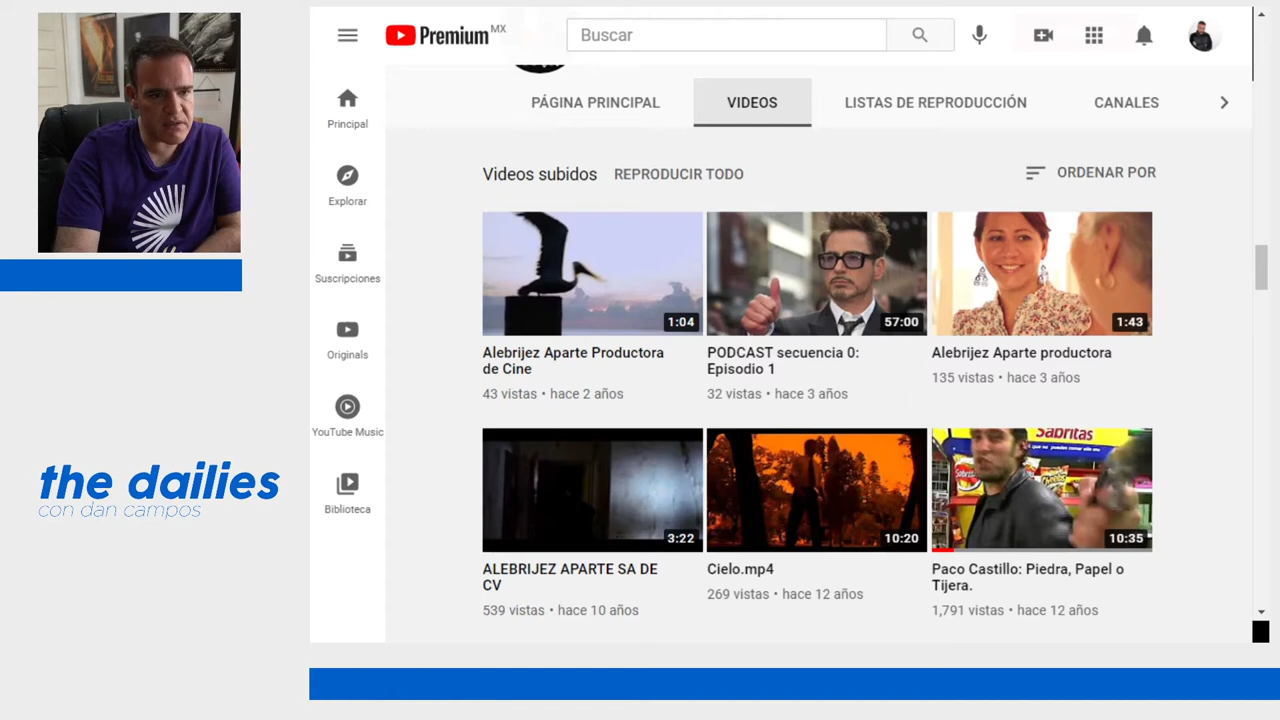 Premium MX
Buscar
PÁGINA PRINCIPAL
VIDEOS
LISTAS DE REPRODUCCIÓN
CANALES
Principal
Explorar
Suscripciones
Originals
YouTube Music
Biblioteca
Videos subidos
REPRODUCIR TODO
ORDENAR POR
1:04
57:00
1:43
Alebrijez Aparte Productora
de Cine
43 vistas • hace 2 años
PODCAST secuencia 0:
Episodio 1
32 vistas • hace 3 años
Alebrijez Aparte productora
135 vistas • hace 3 años
Sabritas
3:22
10:20
10:35
ALEBRIJEZ APARTE SA DE
CV
539 vistas • hace 10 años
Cielo.mp4
269 vistas • hace 12 años
Paco Castillo: Piedra, Papel o
Tijera.
1,791 vistas • hace 12 años
the dailies
con dan campos